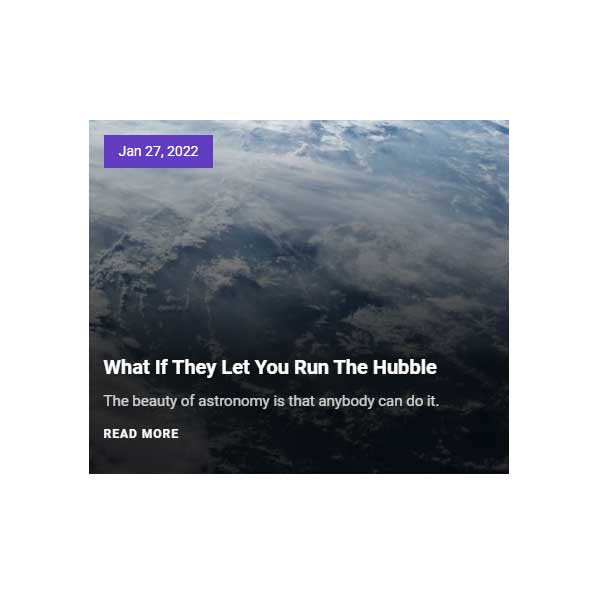 Jan 27, 2022
What If They Let You Run The Hubble
The beauty of astronomy is that anybody can do it.
READ MORE